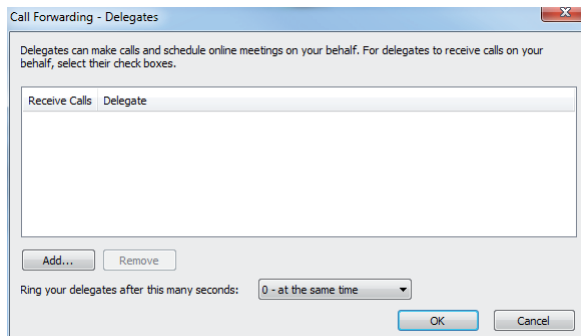 Call Forwarding - Delegates
Delegates can make calls and schedule online meetings on your behalf. For delegates to receive calls on your
behalf, select their check boxes.
Receive Calls Delegate
Add... Remove
Ring your delegates after this many seconds: 0 - at the same time
OK Cancel